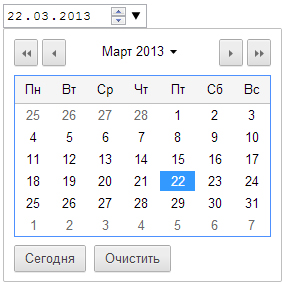 22.03.2013
Март 2013
Пн Вт Ср Чт Пт Сб Вс
25 26 27 28 1 2 3
4 5 6 7 8 9 10
11 12 13 14 15 16 17
18 19 20 21 22 23 24
25 26 27 28 29 30 31
1 2 3 4 5 6 7
Сегодня Очистить